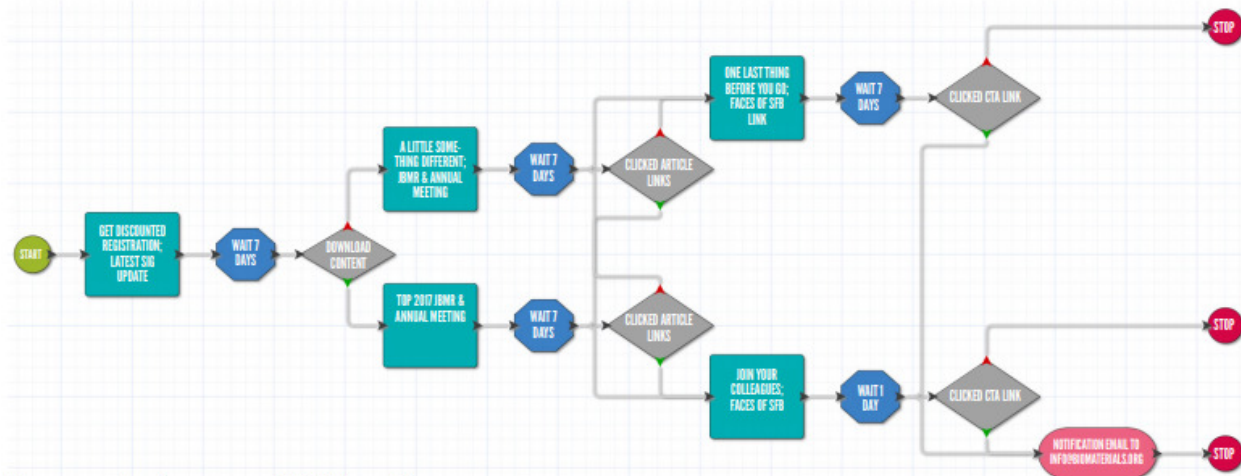 START
GET DISCOUNTED
REGISTRATION;
LATEST SIG
UPDATE
WAIT 7
DAYS
DOWNLOAD
CONTENT
A LITTLE SOME-
THING DIFFERENT;
JBMR & ANNUAL
MEETING
WAIT 7
DAYS
CLICKED ARTICLE
LINKS
ONE LAST THING
BEFORE YOU GO;
FACES OF SFB
LINK
WAIT 7
DAYS
CLICKED CTA LINK
STOP
TOP 2017 JBMR &
ANNUAL MEETING
WAIT 7
DAYS
CLICKED ARTICLE
LINKS
JOIN YOUR
COLLEAGUES;
FACES OF SFB
WAIT 1
DAY
CLICKED CTA LINK
STOP
NOTIFICATION EMAIL TO
INFO@BIOMATERIALS.ORG
STOP